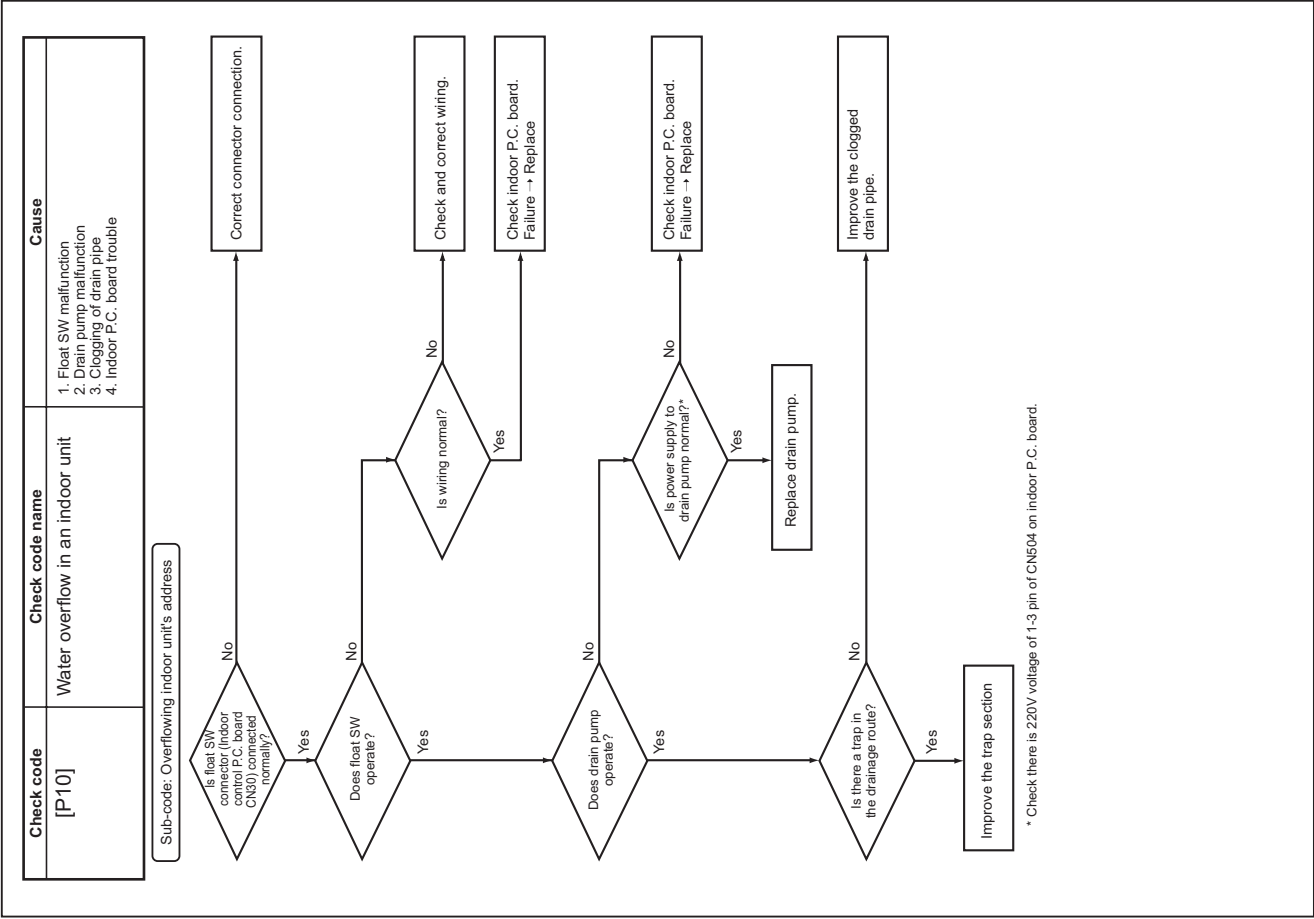 Check code
Check code name
Cause
[P10]
Water overflow in an indoor unit
1. Float SW malfunction
2. Drain pump malfunction
3. Clogging of drain pipe
4. Indoor P.C. board trouble
Sub-code: Overflowing indoor unit's address
Is float SW
connector (Indoor
control P.C. board
CN30) connected
normally?
No
Correct connector connection.
Yes
Does float SW
operate?
No
Is wiring normal?
No
Check and correct wiring.
Yes
Check indoor P.C. board.
Failure → Replace
Yes
Does drain pump
operate?
No
Is power supply to
drain pump normal?*
No
Check indoor P.C. board.
Failure → Replace
Yes
Replace drain pump.
Yes
Is there a trap in
the drainage route?
No
Improve the clogged
drain pipe.
Yes
Improve the trap section
* Check there is 220V voltage of 1-3 pin of CN504 on indoor P.C. board.